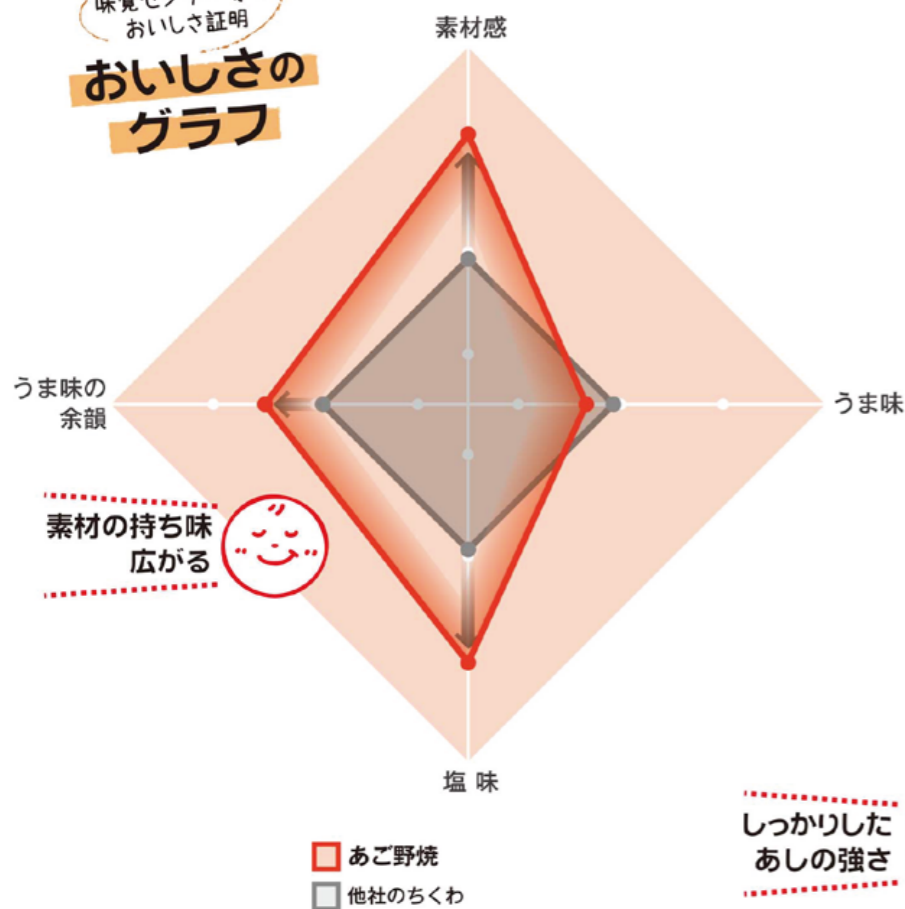 おいしさ証明
おいしさの
グラフ
素材感
うま味の
余韻
うま味
素材の持ち味
広がる
塩 味
しっかりした
あしの強さ
あご野焼
他社のちくわ